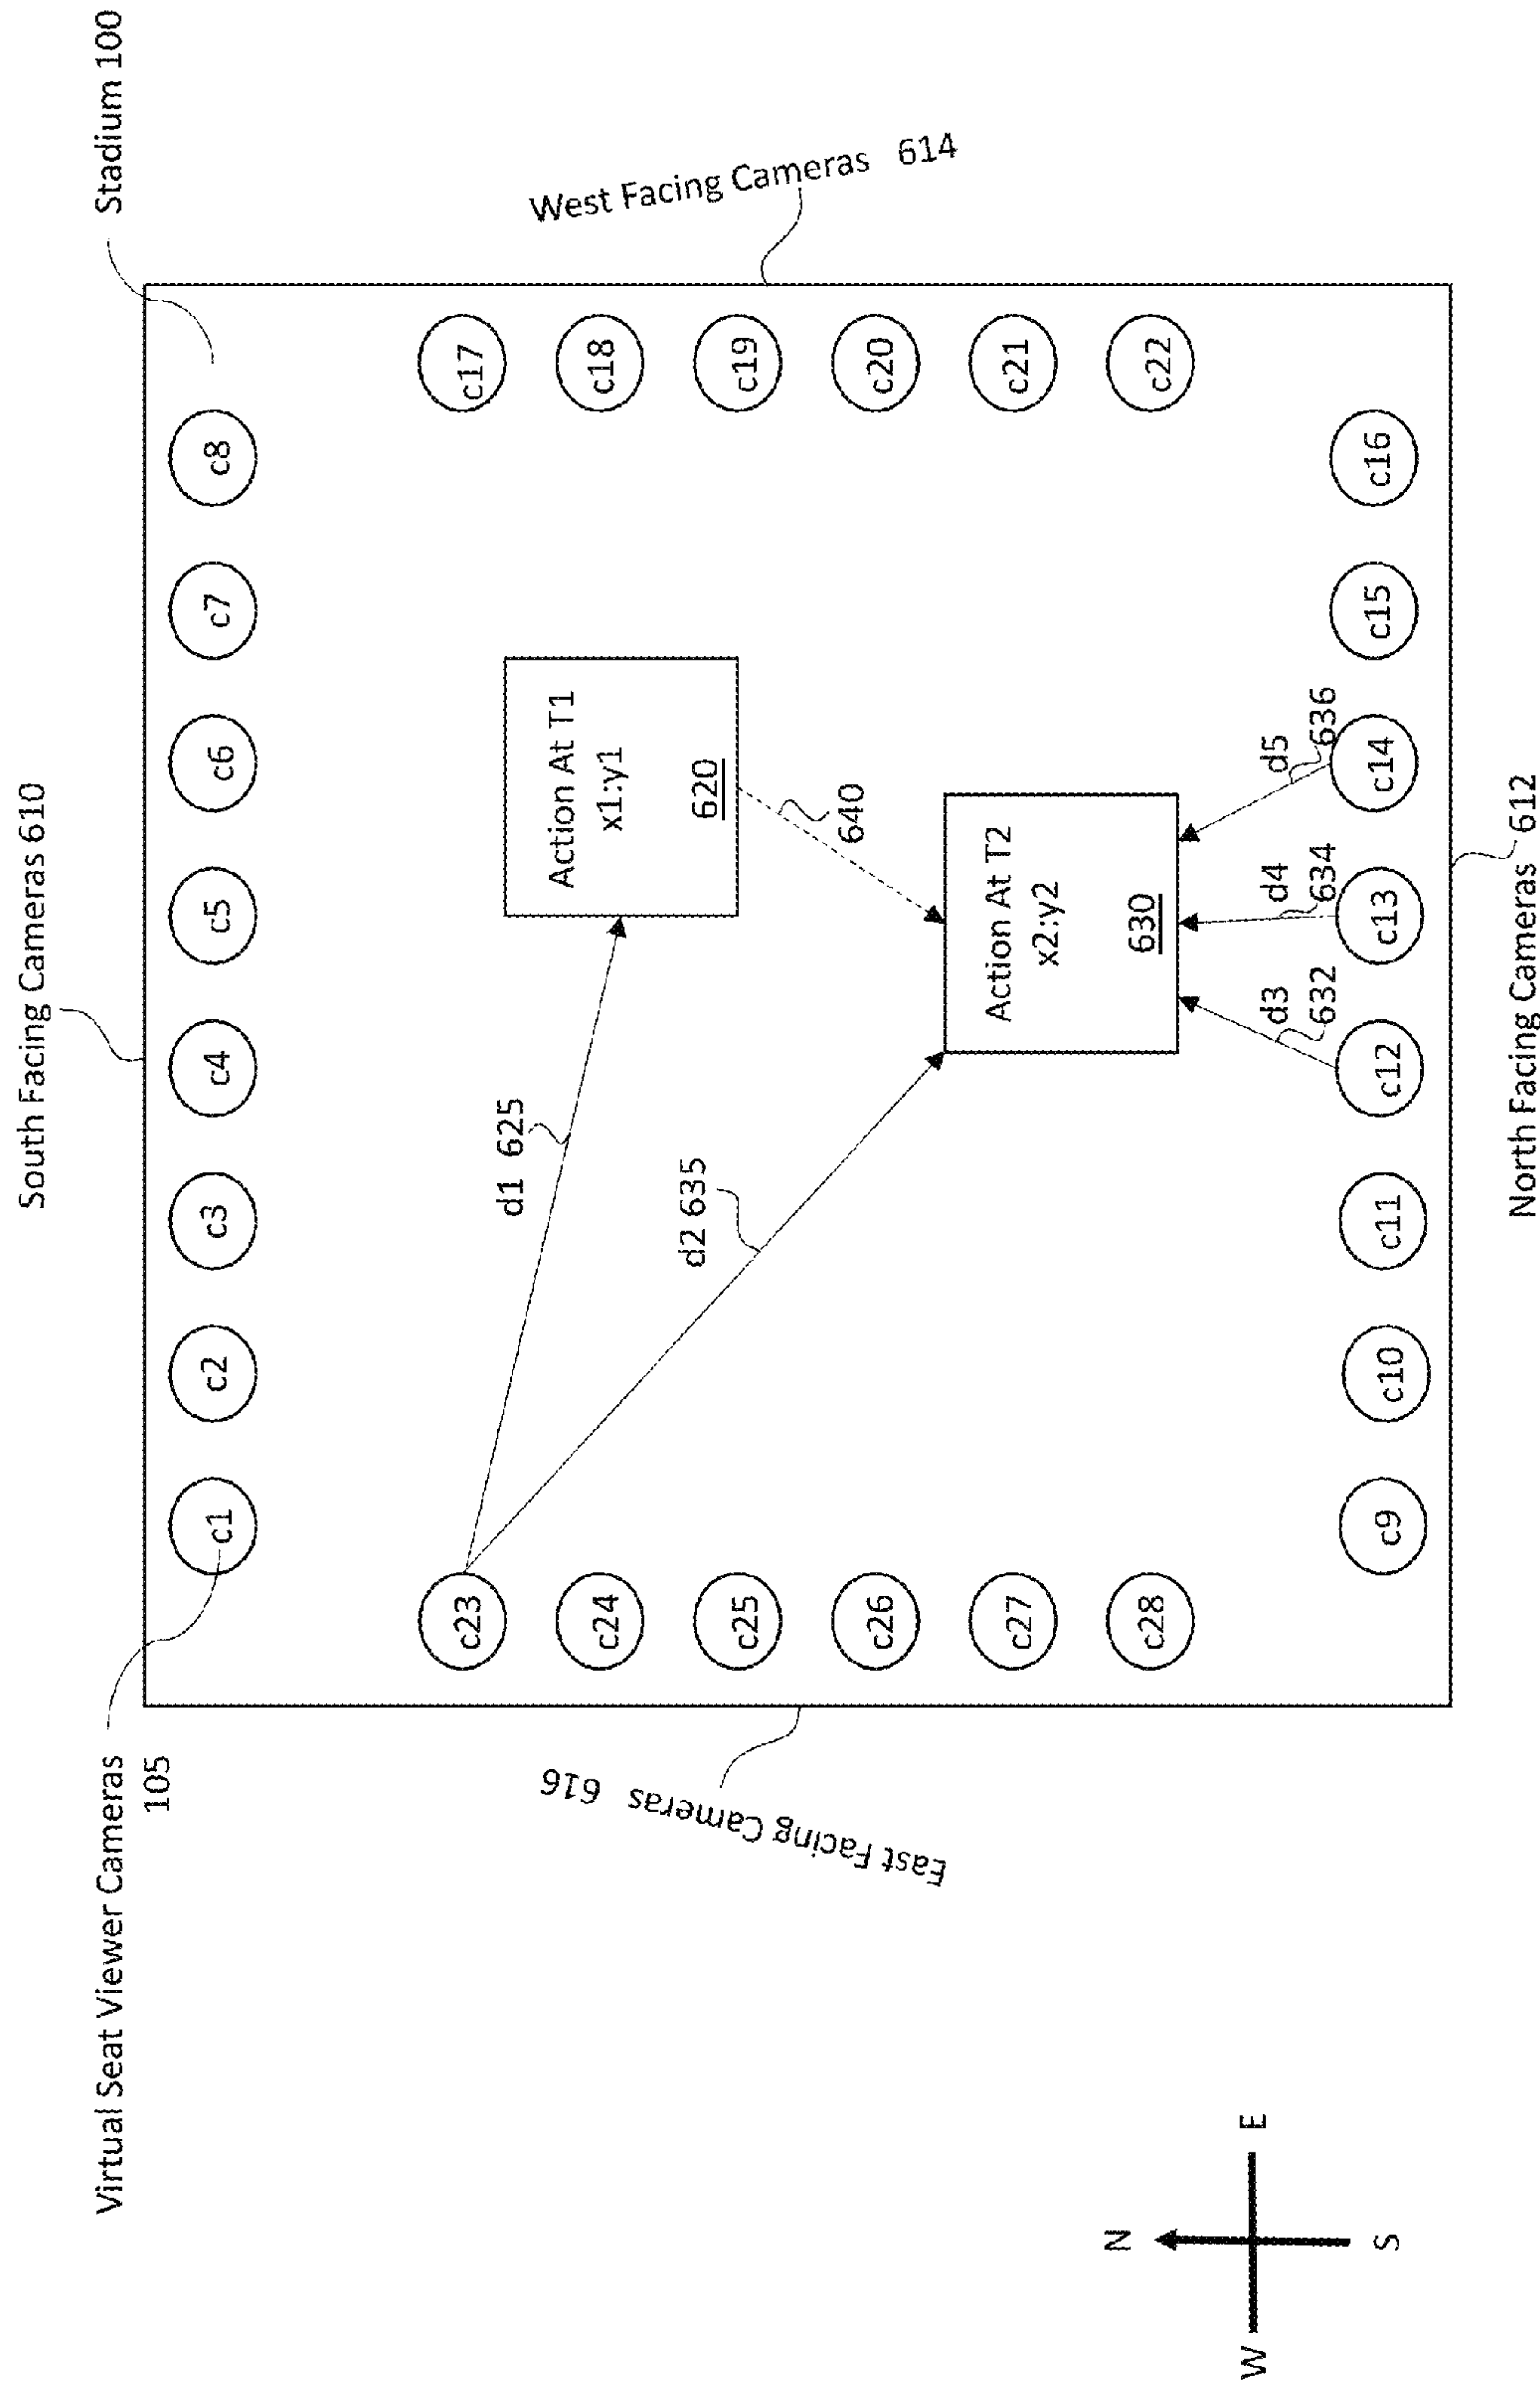 Stadium 100
Virtual Seat Viewer Cameras
105
South Facing Cameras 610
c1
c2
c3
c4
c5
c6
c7
c8
West Facing Cameras 614
c17
c18
c19
c20
c21
c22
East Facing Cameras 616
c23
c24
c25
c26
c27
c28
d1 625
d2 635
Action At T1
x1:y1
620
640
Action At T2
x2:y2
630
d3
632
d4
634
d5
636
c9
c10
c11
c12
c13
c14
c15
c16
North Facing Cameras 612
N
W
E
S